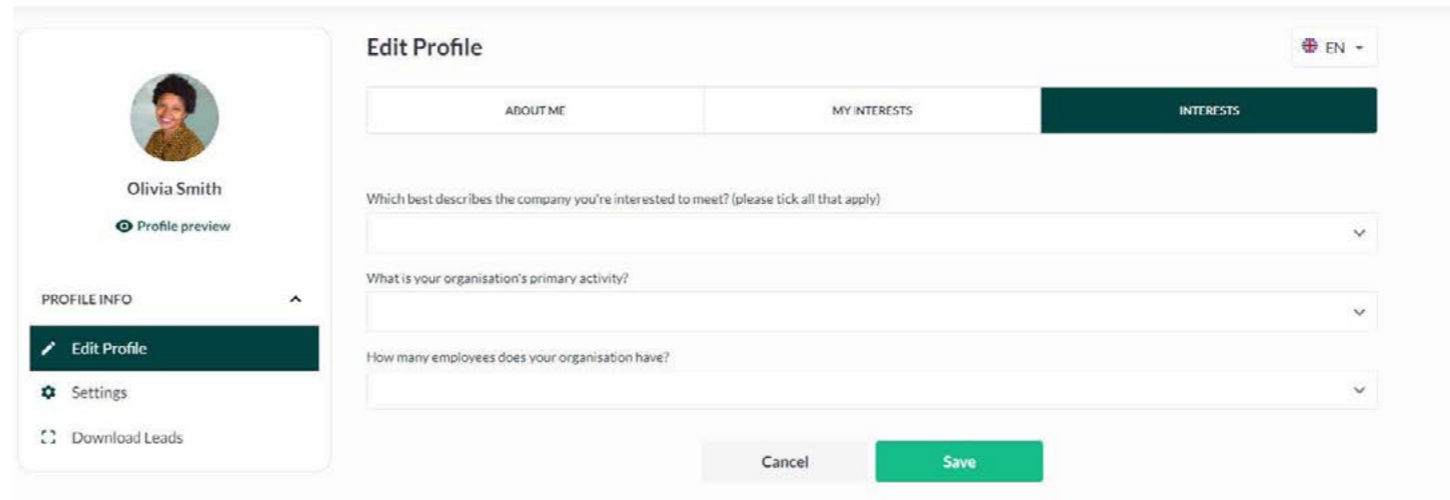 Olivia Smith
Profile preview
PROFILE INFO
Edit Profile
Settings
Download Leads
Edit Profile
EN
ABOUT ME
MY INTERESTS
INTERESTS
Which best describes the company you're interested to meet? (please tick all that apply)
What is your organisation's primary activity?
How many employees does your organisation have?
Cancel
Save